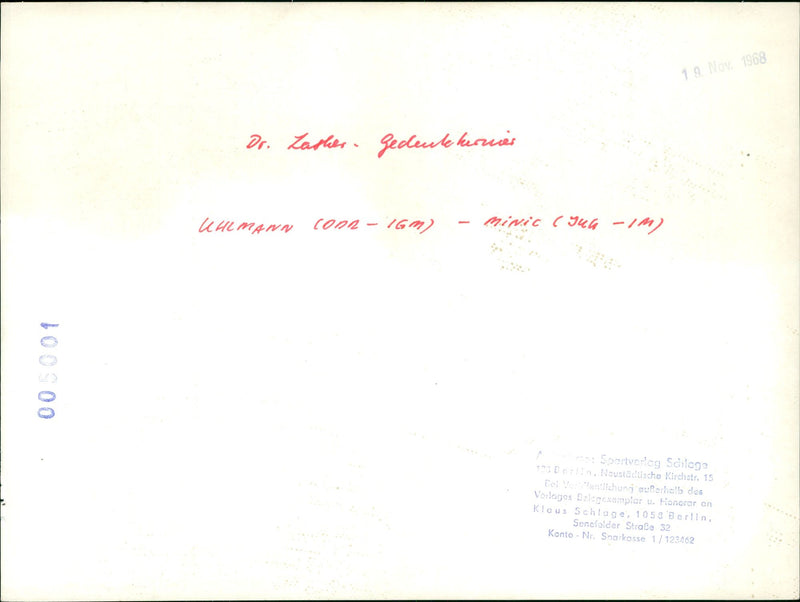 19. Nov. 1968
Dr. Lasker - Gedenkturnier
UHLMANN (DDR - IGM) - MINIC (JUG - IM)
005001
Sportverlag Schlage
108 Berlin, Neustädtische Kirchstr. 15
Bei Veröffentlichung außerhalb des
Verlages Belegexemplar u. Honorar an
Klaus Schlage, 1058 Berlin,
Senefelder Straße 32
Konto-Nr. Sparkasse 1/123462